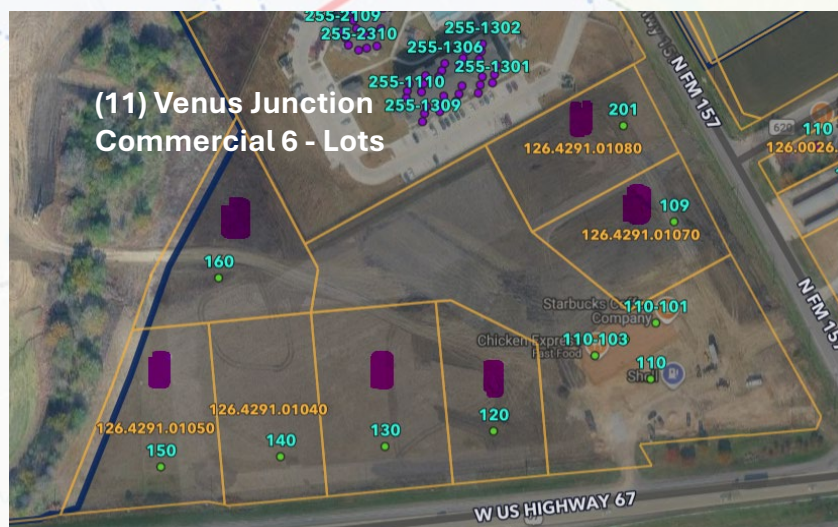 255-2109
255-2310
255-1302
255-1306
255-1301
255-1110
255-1309
(11) Venus Junction
Commercial 6 - Lots
N FM 157
201
126.4291.01080
110
126.0026.
109
126.4291.01070
160
Starbucks
Company
110-101
Chicken Expre
Fast Food
110-103
110
Shell
126.4291.01050
126.4291.01040
150
140
130
120
W US HIGHWAY 67